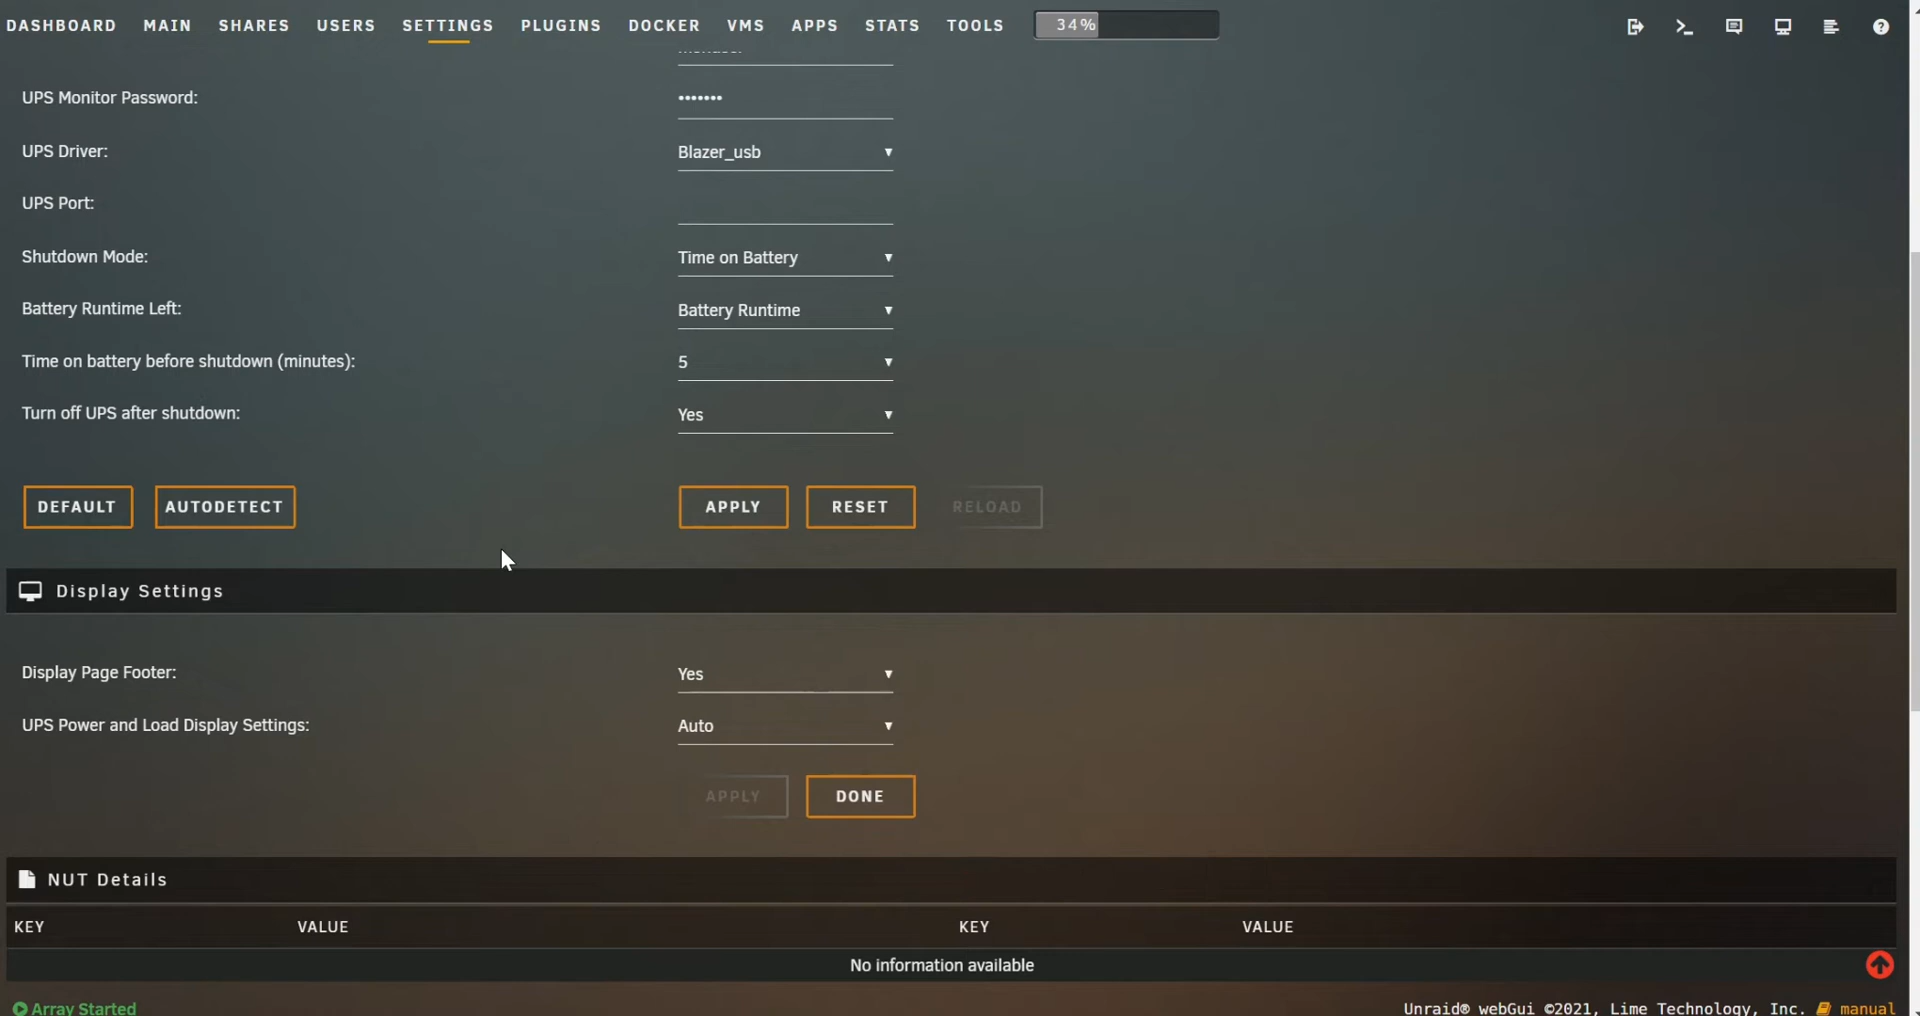 DASHBOARD MAIN SHARES USERS SETTINGS PLUGINS DOCKER VMS APPS STATS TOOLS 34%
UPS Monitor Password: •••••••
UPS Driver: Blazer_usb
UPS Port:
Shutdown Mode: Time on Battery
Battery Runtime Left: Battery Runtime
Time on battery before shutdown (minutes): 5
Turn off UPS after shutdown: Yes
DEFAULT AUTODETECT APPLY RESET RELOAD
Display Settings
Display Page Footer: Yes
UPS Power and Load Display Settings: Auto
APPLY DONE
NUT Details
KEY VALUE KEY VALUE
No information available
Array Started Unraid® webGui ©2021, Lime Technology, Inc. manual